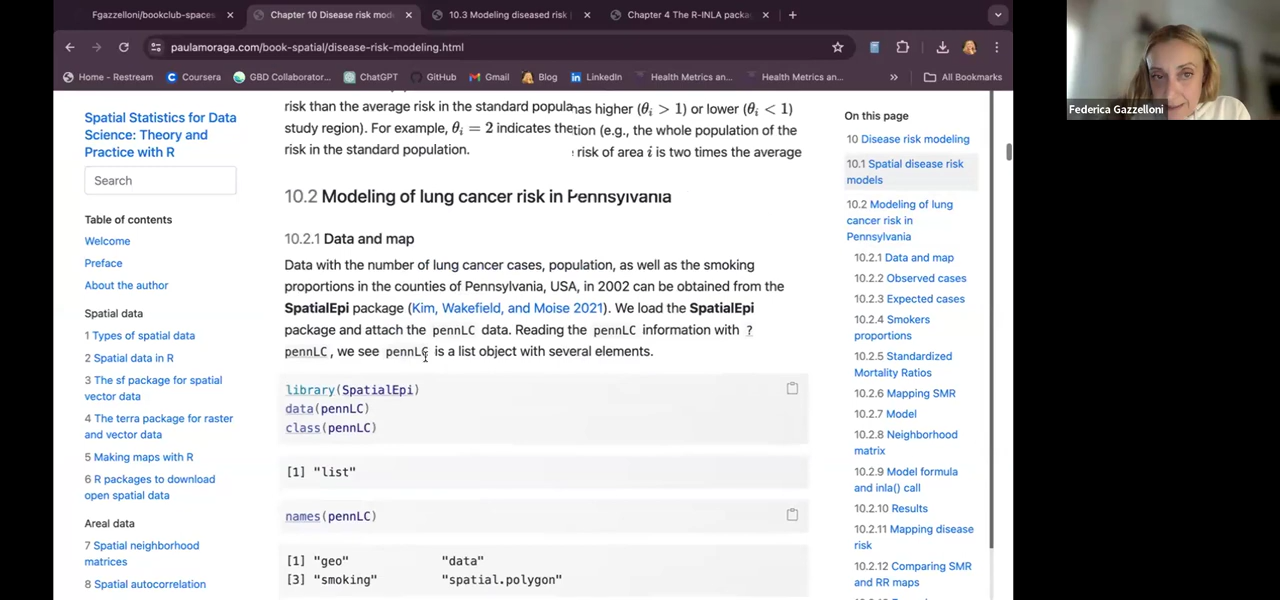 Fgazzelloni/bookclub-spaces
Chapter 10 Disease risk mod
10.3 Modeling diseased risk
Chapter 4 The R-INLA packa
paulamoraga.com/book-spatial/disease-risk-modeling.html
Home - Restream
Coursera
GBD Collaborator...
ChatGPT
GitHub
Gmail
Blog
LinkedIn
Health Metrics an...
Health Metrics an...
»
All Bookmarks
Federica Gazzelloni
Spatial Statistics for Data
Science: Theory and
Practice with R
Search
Table of contents
Welcome
Preface
About the author
Spatial data
1 Types of spatial data
2 Spatial data in R
3 The sf package for spatial
vector data
4 The terra package for raster
and vector data
5 Making maps with R
6 R packages to download
open spatial data
Areal data
7 Spatial neighborhood
matrices
8 Spatial autocorrelation
risk than the average risk in the standard popula
has higher (θi > 1) or lower (θi < 1)
study region). For example, θi = 2 indicates the
tion (e.g., the whole population of the
risk in the standard population.
risk of area i is two times the average
10.2 Modeling of lung cancer risk in Pennsylvania
10.2.1 Data and map
Data with the number of lung cancer cases, population, as well as the smoking
proportions in the counties of Pennsylvania, USA, in 2002 can be obtained from the
SpatialEpi package (Kim, Wakefield, and Moise 2021). We load the SpatialEpi
package and attach the pennLC data. Reading the pennLC information with ?
pennLC, we see pennLC is a list object with several elements.
library(SpatialEpi)
data(pennLC)
class(pennLC)
[1] "list"
names(pennLC)
[1] "geo" "data"
[3] "smoking" "spatial.polygon"
On this page
10 Disease risk modeling
10.1 Spatial disease risk
models
10.2 Modeling of lung
cancer risk in
Pennsylvania
10.2.1 Data and map
10.2.2 Observed cases
10.2.3 Expected cases
10.2.4 Smokers
proportions
10.2.5 Standardized
Mortality Ratios
10.2.6 Mapping SMR
10.2.7 Model
10.2.8 Neighborhood
matrix
10.2.9 Model formula
and inla() call
10.2.10 Results
10.2.11 Mapping disease
risk
10.2.12 Comparing SMR
and RR maps